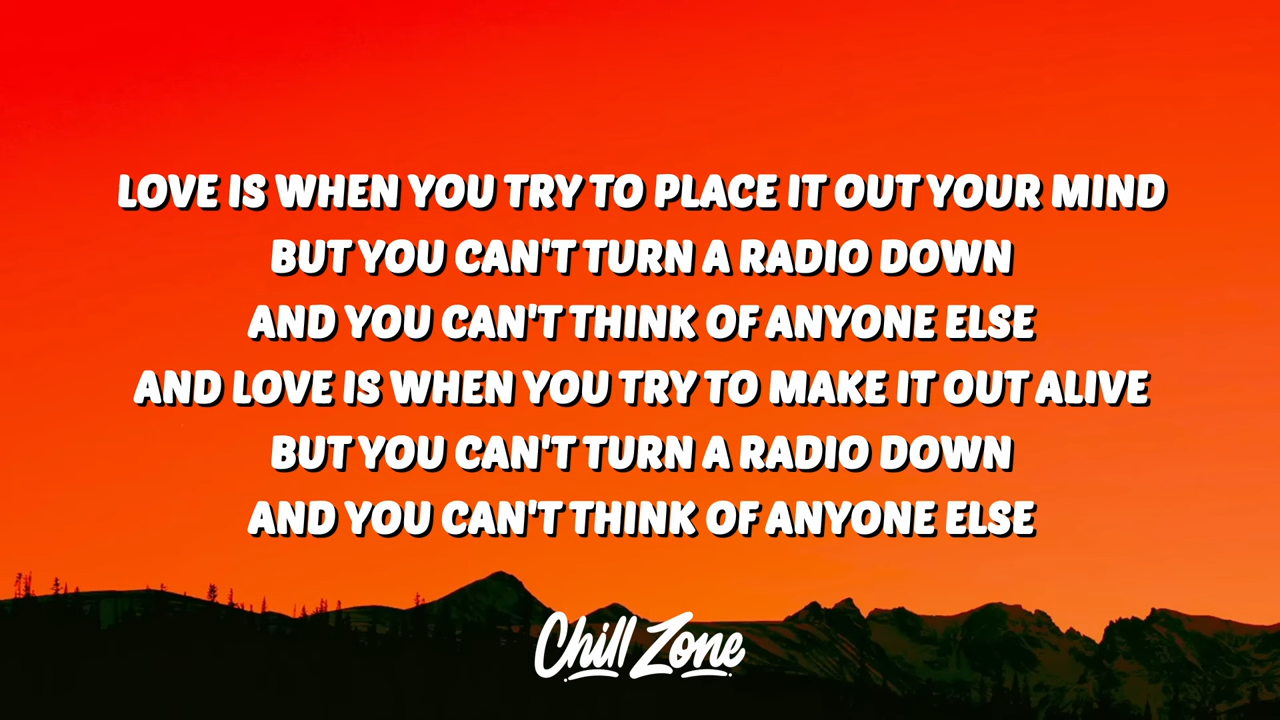 LOVE IS WHEN YOU TRY TO PLACE IT OUT YOUR MIND
BUT YOU CAN'T TURN A RADIO DOWN
AND YOU CAN'T THINK OF ANYONE ELSE
AND LOVE IS WHEN YOU TRY TO MAKE IT OUT ALIVE
BUT YOU CAN'T TURN A RADIO DOWN
AND YOU CAN'T THINK OF ANYONE ELSE
Chill Zone